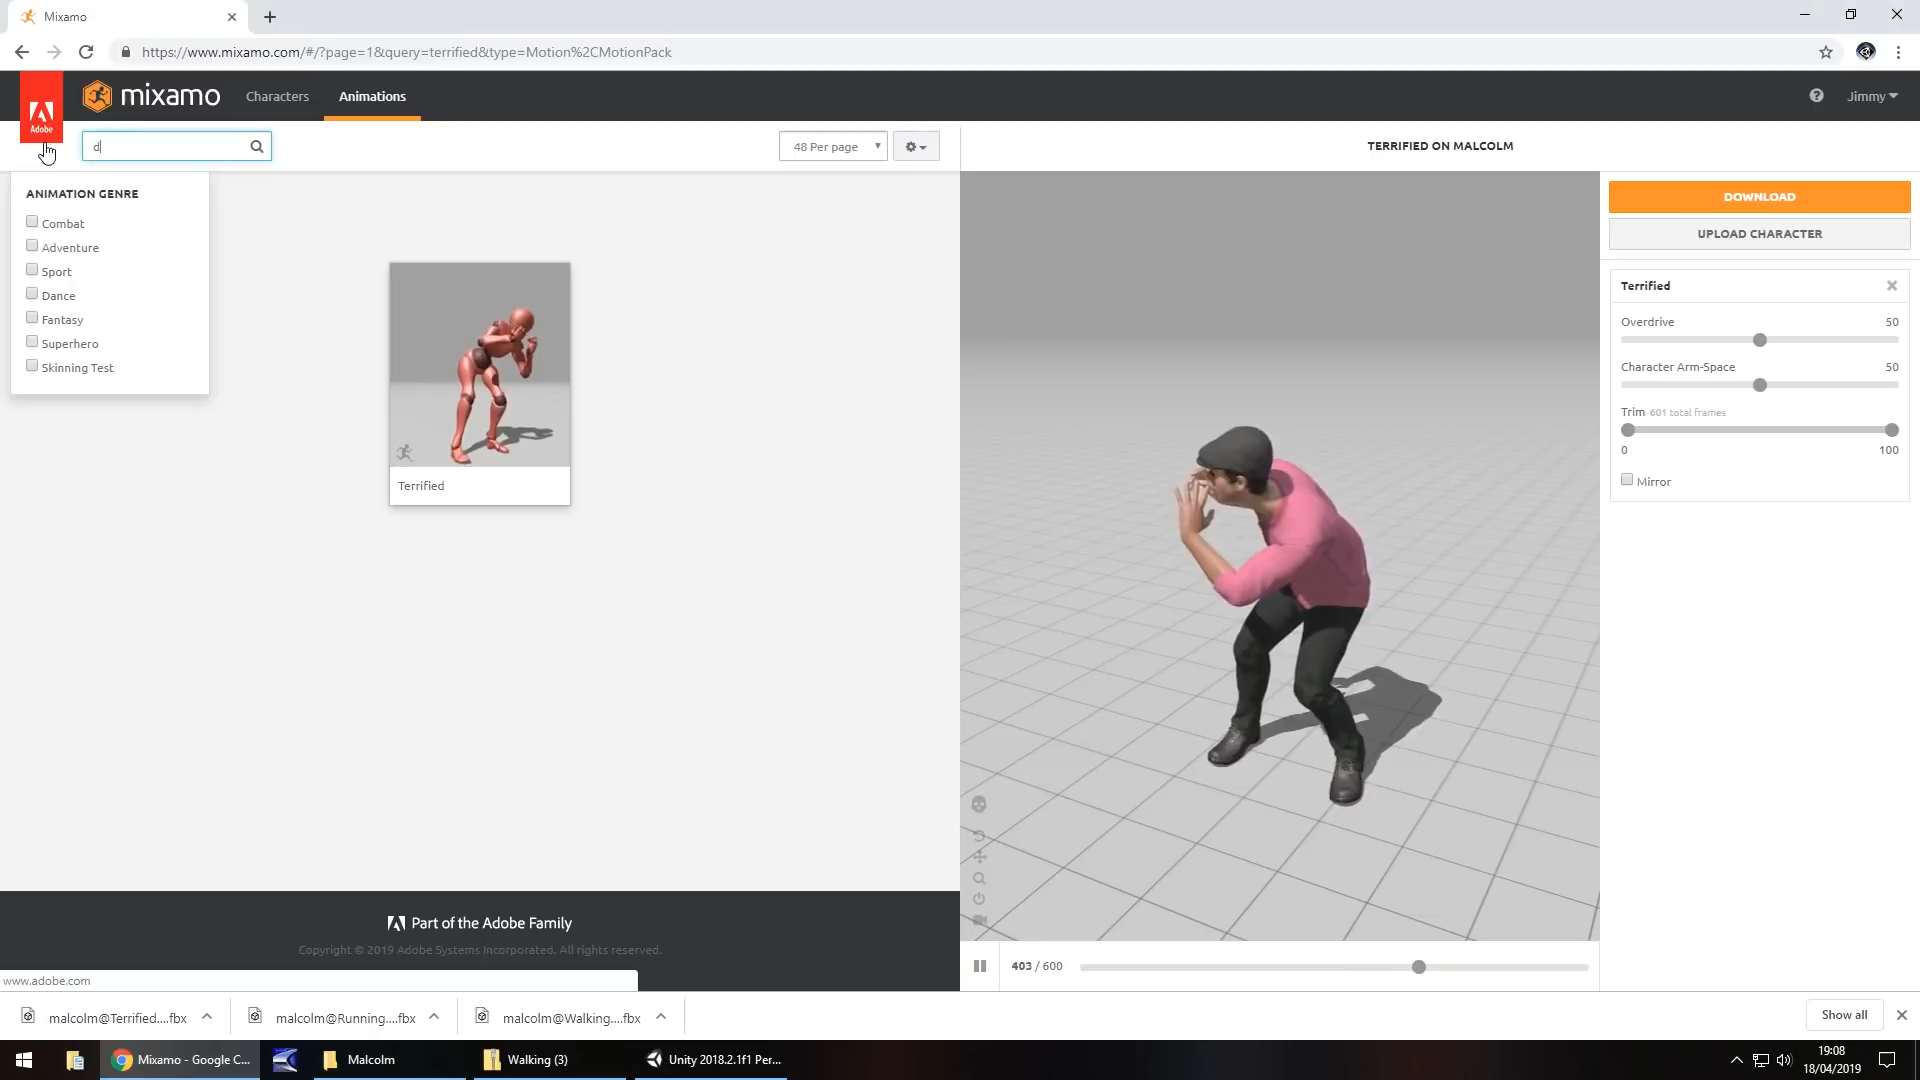 Mixamo
https://www.mixamo.com/#/?page=1&query=terrified&type=Motion%2CMotionPack
Adobe
mixamo
Characters
Animations
Jimmy
d
48 Per page
TERRIFIED ON MALCOLM
ANIMATION GENRE
Combat
Adventure
Sport
Dance
Fantasy
Superhero
Skinning Test
Terrified
DOWNLOAD
UPLOAD CHARACTER
Terrified
Overdrive 50
Character Arm-Space 50
Trim 601 total frames
0 100
Mirror
Part of the Adobe Family
Copyright © 2019 Adobe Systems Incorporated. All rights reserved.
403 / 600
www.adobe.com
malcolm@Terrified....fbx
malcolm@Running....fbx
malcolm@Walking....fbx
Show all
Mixamo - Google C...
Malcolm
Walking (3)
Unity 2018.2.1f1 Per...
19:08
18/04/2019